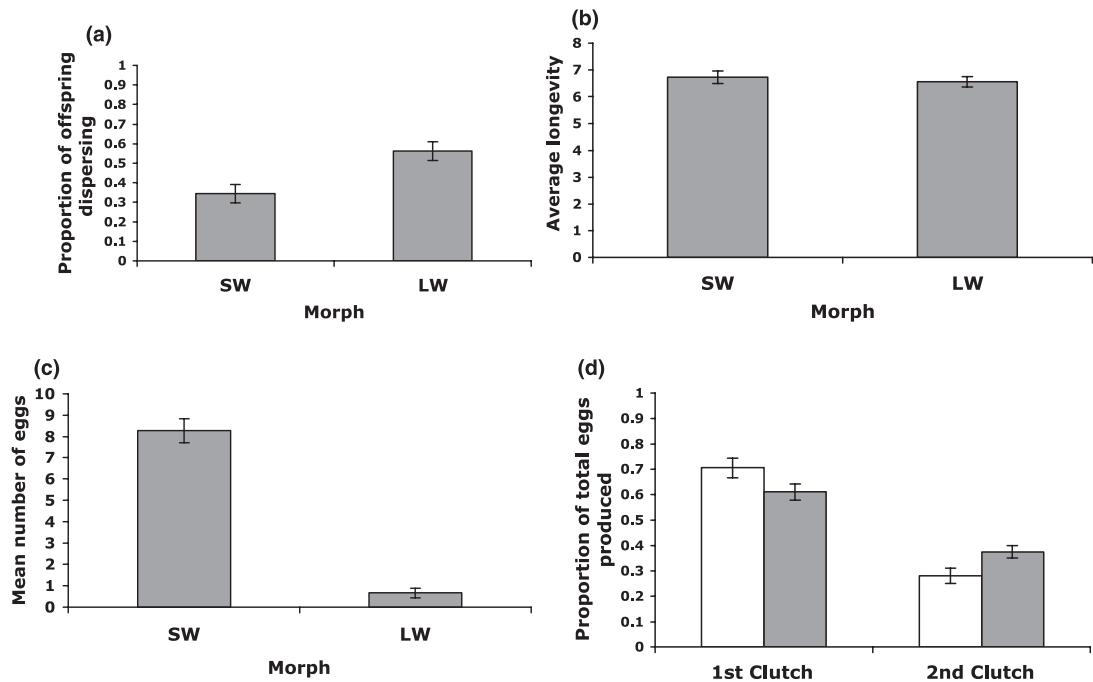 (a)
Proportion of offspring
dispersing
1
0.9
0.8
0.7
0.6
0.5
0.4
0.3
0.2
0.1
0
SW
LW
Morph
(b)
Average longevity
8
7
6
5
4
3
2
1
0
SW
LW
Morph
(c)
Mean number of eggs
10
9
8
7
6
5
4
3
2
1
0
SW
LW
Morph
(d)
Proportion of total eggs
produced
1
0.9
0.8
0.7
0.6
0.5
0.4
0.3
0.2
0.1
0
1st Clutch
2nd Clutch